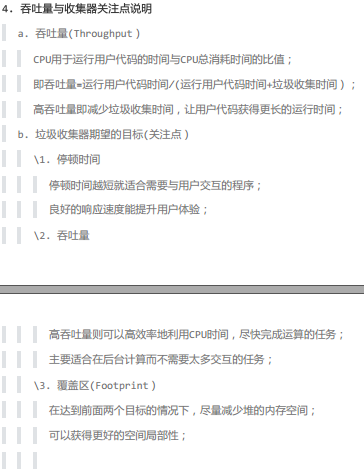 4. 吞吐量与收集器关注点说明
a. 吞吐量(Throughput)
CPU用于运行用户代码的时间与CPU总消耗时间的比值；
即吞吐量=运行用户代码时间/(运行用户代码时间+垃圾收集时间)；
高吞吐量即减少垃圾收集时间，让用户代码获得更长的运行时间；
b. 垃圾收集器期望的目标(关注点)
\1. 停顿时间
停顿时间越短就适合需要与用户交互的程序；
良好的响应速度能提升用户体验；
\2. 吞吐量
高吞吐量则可以高效率地利用CPU时间，尽快完成运算的任务；
主要适合在后台计算而不需要太多交互的任务；
\3. 覆盖区(Footprint)
在达到前面两个目标的情况下，尽量减少堆的内存空间；
可以获得更好的空间局部性；